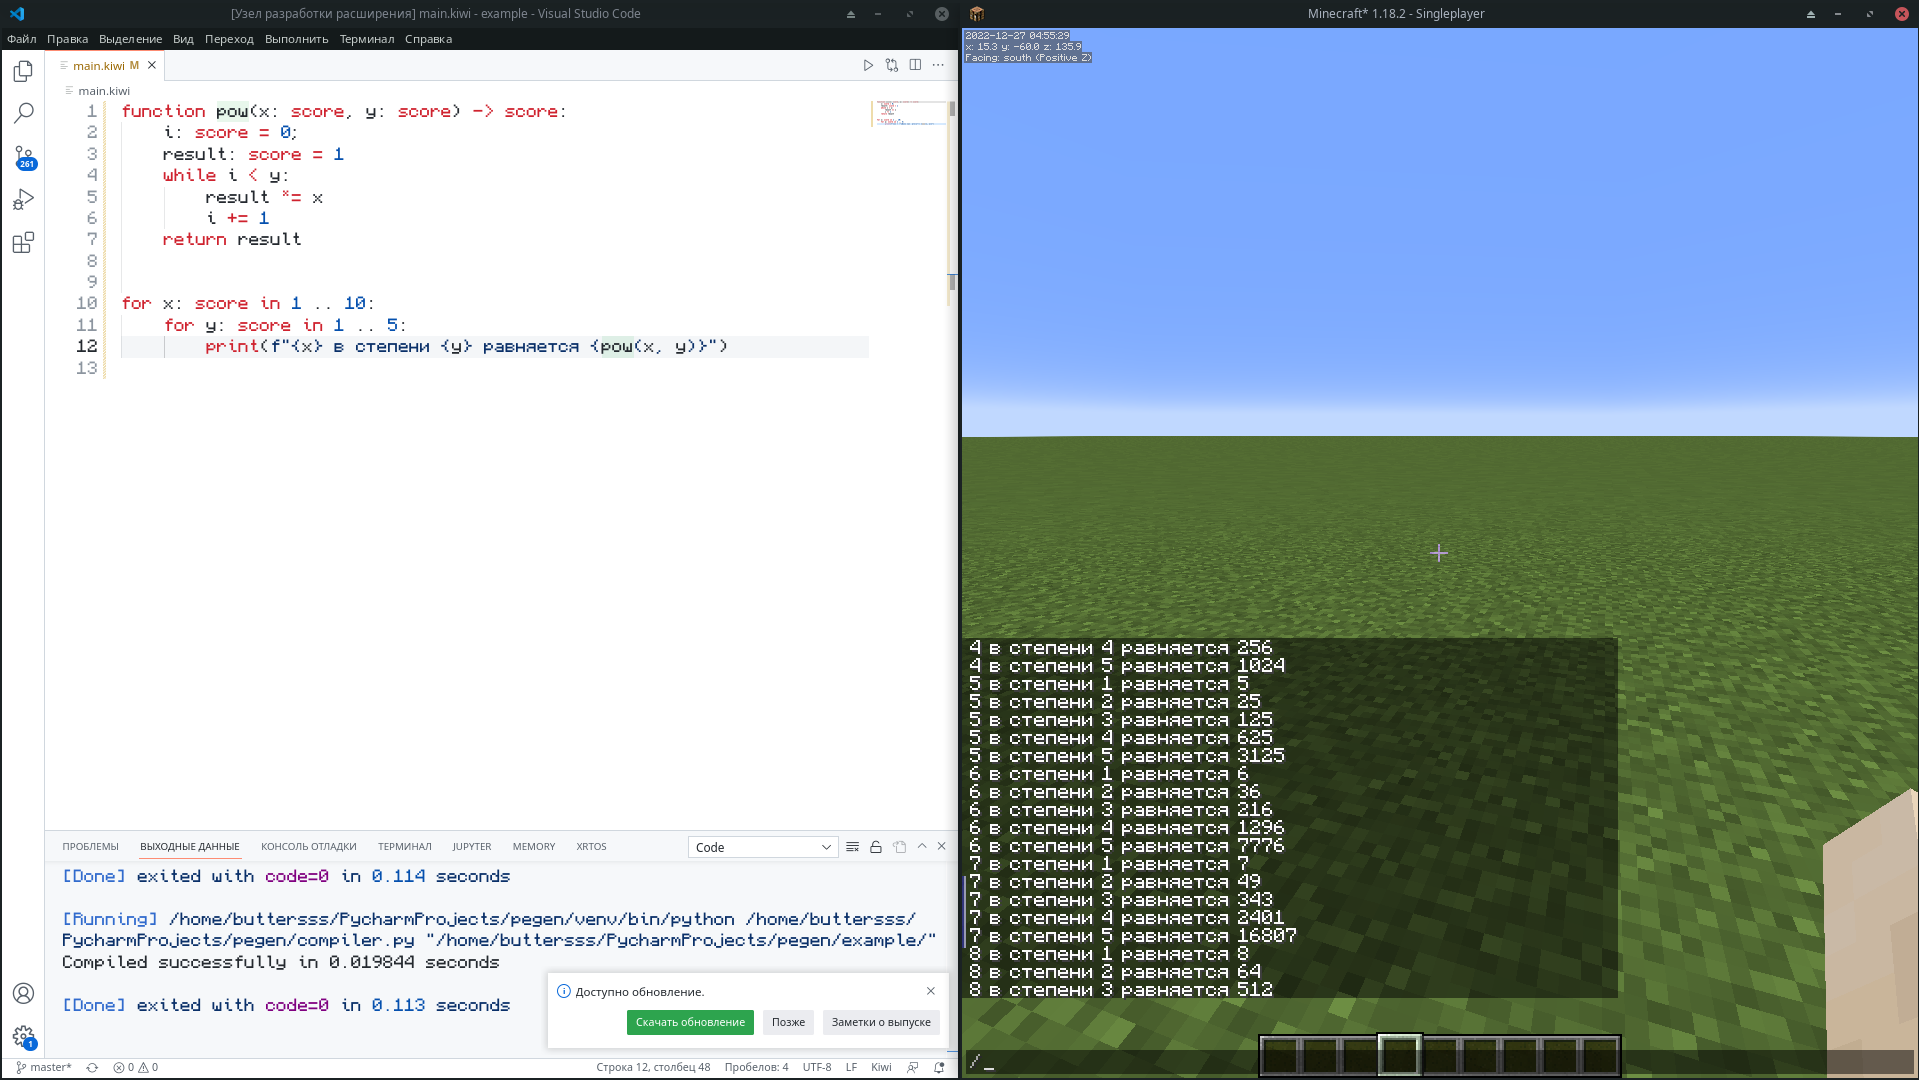 [Узел разработки расширения] main.kiwi - example - Visual Studio Code
Файл Правка Выделение Вид Переход Выполнить Терминал Справка
main.kiwi M
main.kiwi
261
1 function pow(x: score, y: score) -> score:
2 i: score = 0;
3 result: score = 1
4 while i < y:
5 result *= x
6 i += 1
7 return result
8
9
10 for x: score in 1 .. 10:
11 for y: score in 1 .. 5:
12 print(f"{x} в степени {y} равняется {pow(x, y)}")
13
ПРОБЛЕМЫ ВЫХОДНЫЕ ДАННЫЕ КОНСОЛЬ ОТЛАДКИ ТЕРМИНАЛ JUPYTER MEMORY XRTOS Code
[Done] exited with code=0 in 0.114 seconds
[Running] /home/buttersss/PycharmProjects/pegen/venv/bin/python /home/buttersss/
PycharmProjects/pegen/compiler.py "/home/buttersss/PycharmProjects/pegen/example/"
Compiled successfully in 0.019844 seconds
[Done] exited with code=0 in 0.113 seconds
Доступно обновление.
Скачать обновление Позже Заметки о выпуске
1
master* 0 0 Строка 12, столбец 48 Пробелов: 4 UTF-8 LF Kiwi
Minecraft* 1.18.2 - Singleplayer
2022-12-27 04:55:29
x: 15.3 y: -60.0 z: 135.9
Facing: south (Positive Z)
4 в степени 4 равняется 256
4 в степени 5 равняется 1024
5 в степени 1 равняется 5
5 в степени 2 равняется 25
5 в степени 3 равняется 125
5 в степени 4 равняется 625
5 в степени 5 равняется 3125
6 в степени 1 равняется 6
6 в степени 2 равняется 36
6 в степени 3 равняется 216
6 в степени 4 равняется 1296
6 в степени 5 равняется 7776
7 в степени 1 равняется 7
7 в степени 2 равняется 49
7 в степени 3 равняется 343
7 в степени 4 равняется 2401
7 в степени 5 равняется 16807
8 в степени 1 равняется 8
8 в степени 2 равняется 64
8 в степени 3 равняется 512
/_